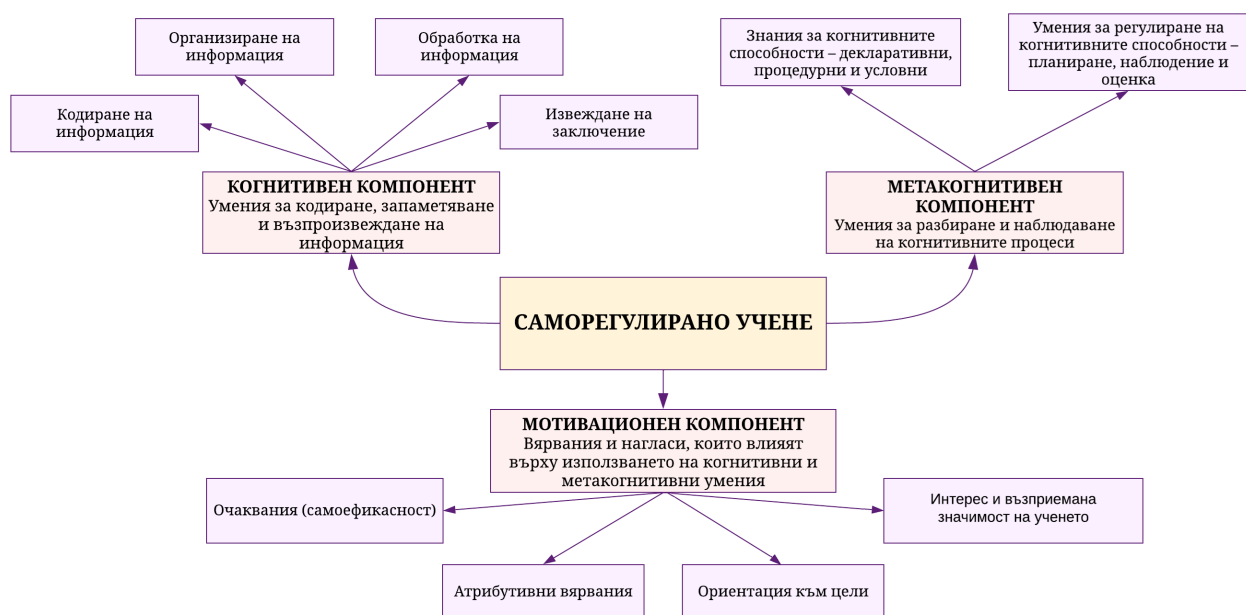 Организиране на
информация
Обработка на
информация
Знания за когнитивните
способности – декларативни,
процедурни и условни
Умения за регулиране на
когнитивните способности –
планиране, наблюдение и
оценка
Кодиране на
информация
Извеждане на
заключение
КОГНИТИВЕН КОМПОНЕНТ
Умения за кодиране, запаметяване
и възпроизвеждане на
информация
МЕТАКОГНИТИВЕН
КОМПОНЕНТ
Умения за разбиране и наблюдаване
на когнитивните процеси
САМОРЕГУЛИРАНО УЧЕНЕ
МОТИВАЦИОНЕН КОМПОНЕНТ
Вярвания и нагласи, които влияят
върху използването на когнитивни и
метакогнитивни умения
Очаквания (самоефикасност)
Интерес и възприемана
значимост на ученето
Атрибутивни вярвания
Ориентация към цели